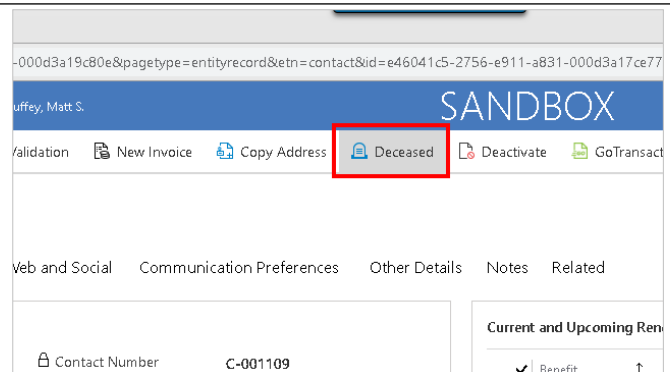 -000d3a19c80e&pagetype=entityrecord&etn=contact&id=e46041c5-2756-e911-a831-000d3a17ce77
uffey, Matt S.
SANDBOX
Validation New Invoice Copy Address Deceased Deactivate GoTransact
Web and Social Communication Preferences Other Details Notes Related
Current and Upcoming Ren
Contact Number C-001109
Benefit